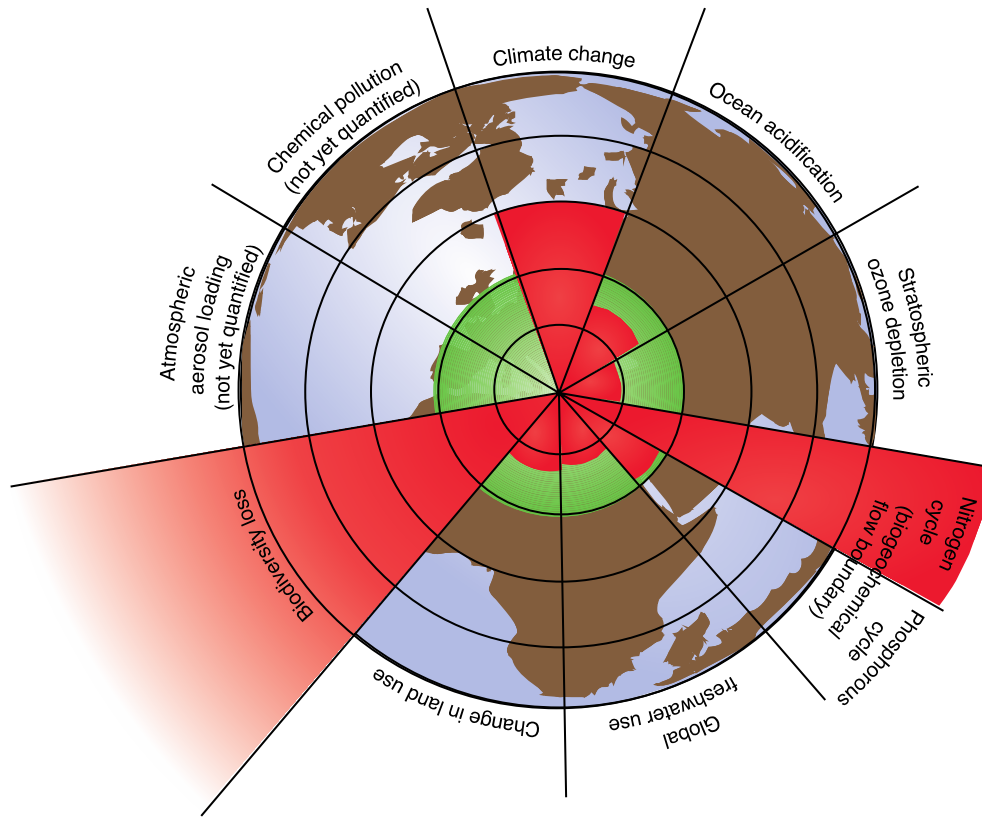 Climate change
Ocean acidification
Stratospheric
ozone depletion
Nitrogen
cycle
(biogeochemical
flow boundary)
Phosphorous
cycle
Global
freshwater use
Change in land use
Biodiversity loss
Atmospheric
aerosol loading
(not yet quantified)
Chemical pollution
(not yet quantified)